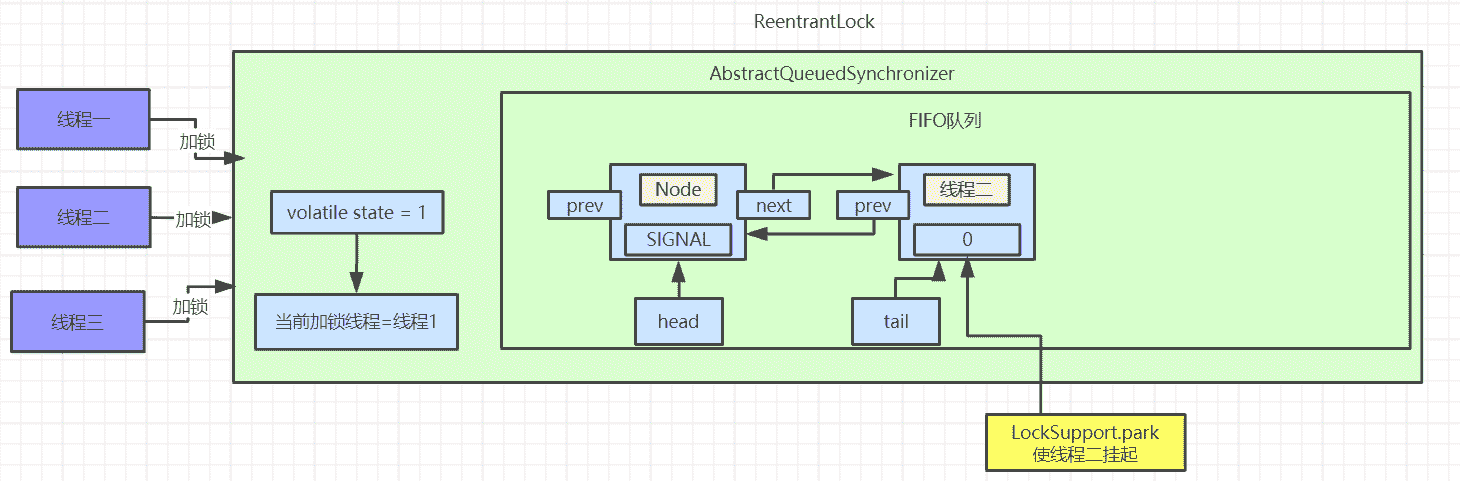 ReentrantLock
AbstractQueuedSynchronizer
FIFO队列
线程一
加锁
线程二
加锁
线程三
加锁
volatile state = 1
当前加锁线程=线程1
Node
prev
next
SIGNAL
head
线程二
prev
0
tail
LockSupport.park
使线程二挂起